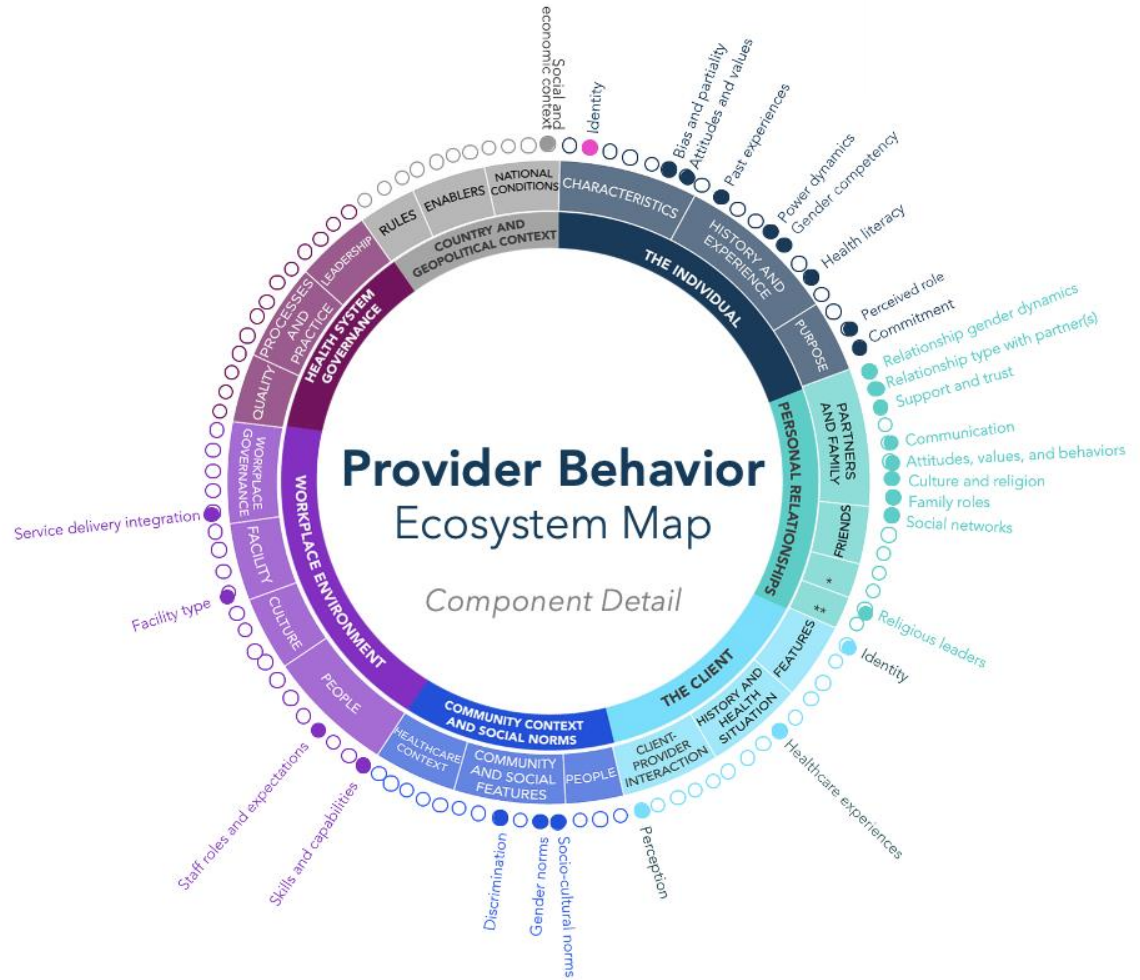 Provider Behavior
Ecosystem Map
Component Detail
Social and
economic context
Identity
Bias and partiality
Attitudes and values
Past experiences
Power dynamics
Gender competency
Health literacy
Perceived role
Commitment
Relationship gender dynamics
Relationship type with partner(s)
Support and trust
Communication
Attitudes, values, and behaviors
Culture and religion
Family roles
Social networks
Religious leaders
Identity
Healthcare experiences
Perception
Socio-cultural norms
Gender norms
Discrimination
Skills and capabilities
Staff roles and expectations
Facility type
Service delivery integration
THE INDIVIDUAL
CHARACTERISTICS
HISTORY AND
EXPERIENCE
PURPOSE
PERSONAL RELATIONSHIPS
PARTNERS
AND FAMILY
FRIENDS
*
**
THE CLIENT
FEATURES
HISTORY AND
HEALTH
SITUATION
CLIENT-
PROVIDER
INTERACTION
COMMUNITY CONTEXT
AND SOCIAL NORMS
PEOPLE
COMMUNITY
AND SOCIAL
FEATURES
HEALTHCARE
CONTEXT
WORKPLACE ENVIRONMENT
PEOPLE
CULTURE
FACILITY
WORKPLACE
GOVERNANCE
HEALTH SYSTEM
GOVERNANCE
QUALITY
PROCESSES
AND
PRACTICE
LEADERSHIP
COUNTRY AND
GEOPOLITICAL CONTEXT
RULES
ENABLERS
NATIONAL
CONDITIONS